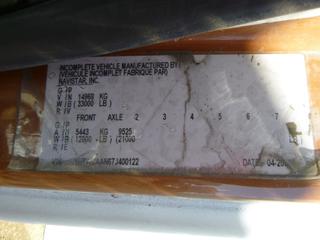 INCOMPLETE VEHICLE MANUFACTURED BY
(VEHICULE INCOMPLET FABRIQUE PAR)
NAVISTAR, INC.
G /P
V /N 14969 KG
W /B (33000 LB)
R /V
FRONT AXLE 2 3 4 5 6 7 8
G /P
A /N 5443 KG 9525
W /B (12000 LB) (21000
R /E
DATE- 04-20